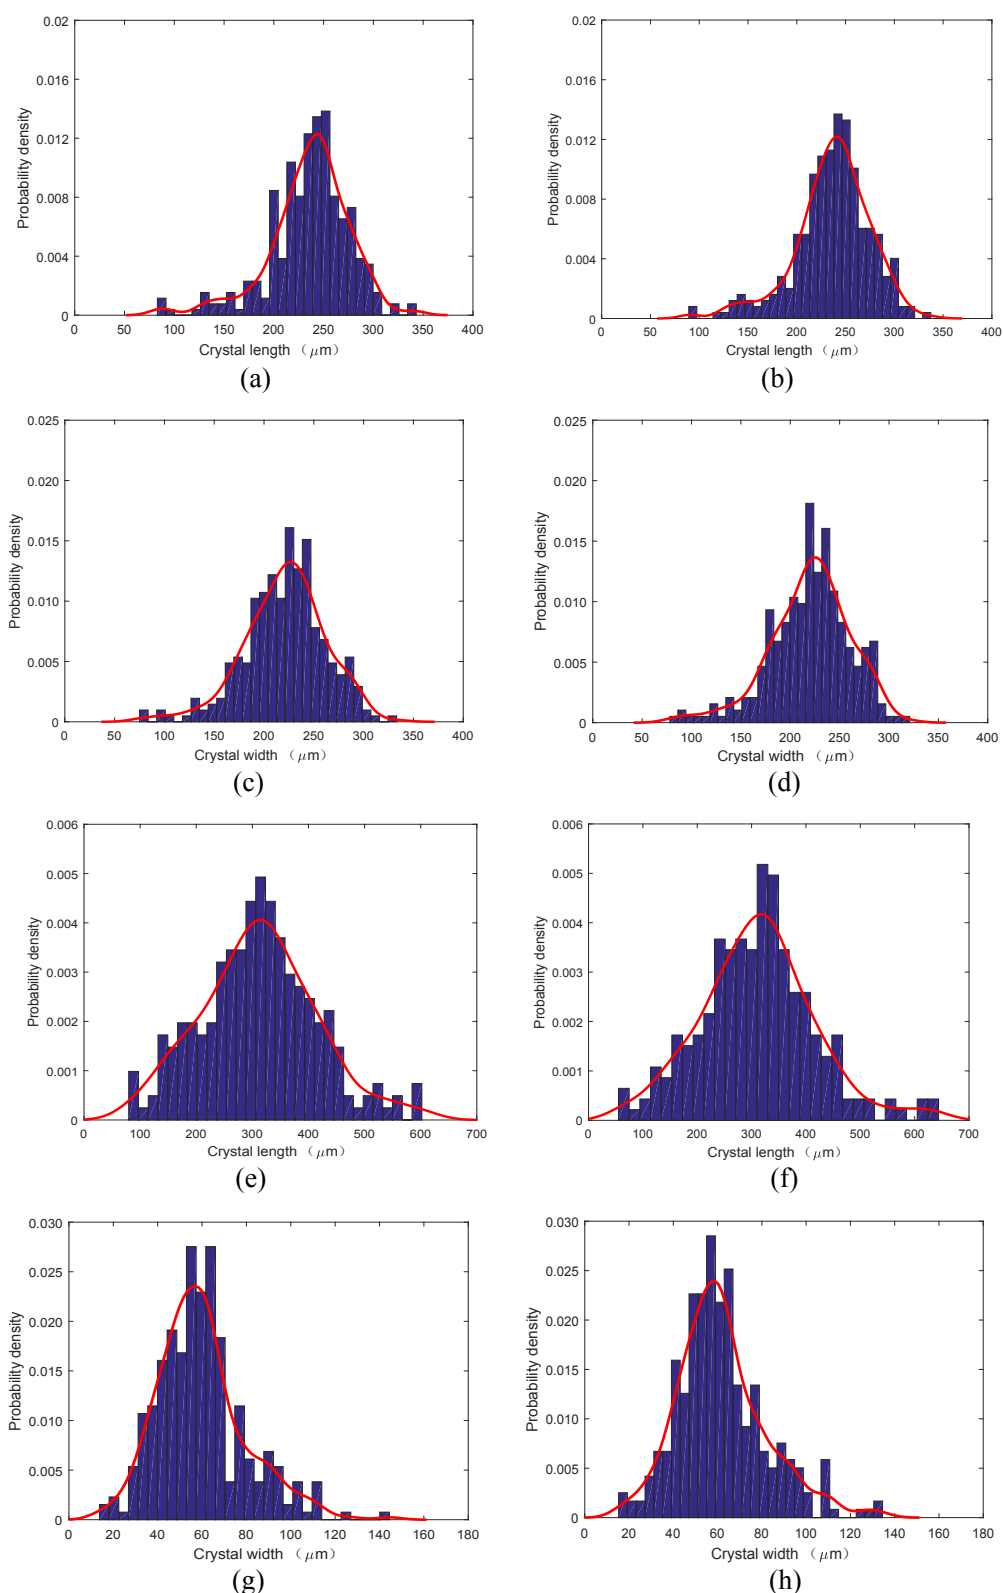 0.02 0.02
0.016 0.016
0.012 0.012
0.008 0.008
0.004 0.004
0 0
Probability density Probability density
0 50 100 150 200 250 300 350 400 0 50 100 150 200 250 300 350 400
Crystal length (μm) Crystal length (μm)
(a) (b)
0.025 0.025
0.020 0.020
0.015 0.015
0.010 0.010
0.005 0.005
0 0
Probability density Probability density
0 50 100 150 200 250 300 350 400 0 50 100 150 200 250 300 350 400
Crystal width (μm) Crystal width (μm)
(c) (d)
0.006 0.006
0.005 0.005
0.004 0.004
0.003 0.003
0.002 0.002
0.001 0.001
0 0
Probability density Probability density
0 100 200 300 400 500 600 700 0 100 200 300 400 500 600 700
Crystal length (μm) Crystal length (μm)
(e) (f)
0.030 0.030
0.025 0.025
0.020 0.020
0.015 0.015
0.010 0.010
0.005 0.005
0 0
Probability density Probability density
0 20 40 60 80 100 120 140 160 180 0 20 40 60 80 100 120 140 160 180
Crystal width (μm) Crystal width (μm)
(g) (h)